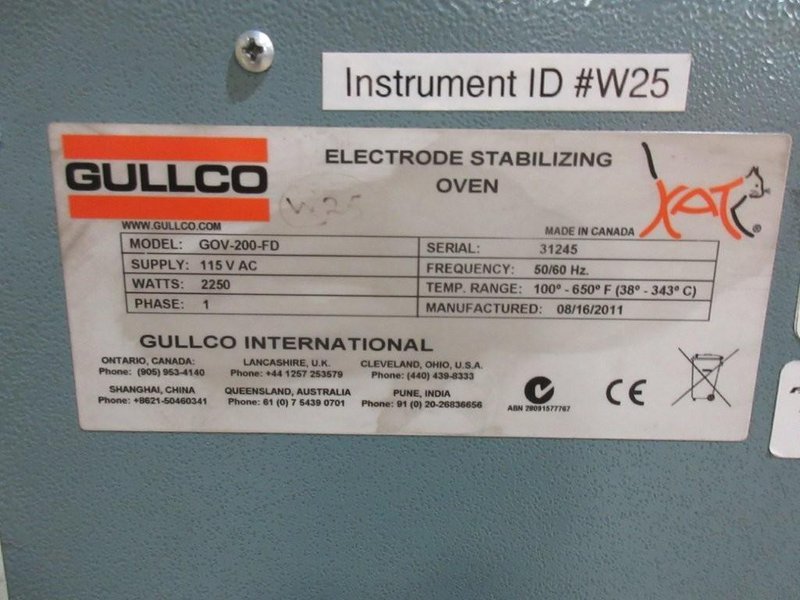 Instrument ID #W25
GULLCO
ELECTRODE STABILIZING
OVEN
W25
KAT
®
WWW.GULLCO.COM
MADE IN CANADA
MODEL: GOV-200-FD
SERIAL: 31245
SUPPLY: 115 V AC
FREQUENCY: 50/60 Hz.
WATTS: 2250
TEMP. RANGE: 100° - 650° F (38° - 343° C)
PHASE: 1
MANUFACTURED: 08/16/2011
GULLCO INTERNATIONAL
ONTARIO, CANADA: LANCASHIRE, U.K. CLEVELAND, OHIO, U.S.A.
Phone: (905) 953-4140 Phone: +44 1257 253579 Phone: (440) 439-8333
SHANGHAI, CHINA QUEENSLAND, AUSTRALIA PUNE, INDIA
Phone: +8621-50460341 Phone: 61 (0) 7 5439 0701 Phone: 91 (0) 20-26836656
ABN 28091577767
CE